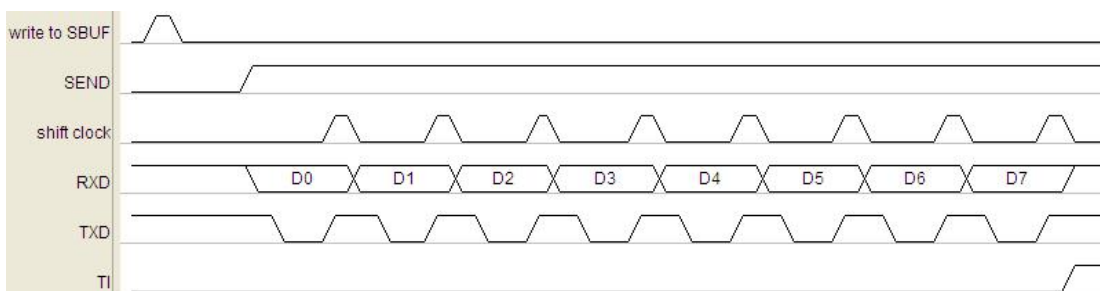 write to SBUF
SEND
shift clock
RXD D0 D1 D2 D3 D4 D5 D6 D7
TXD
TI